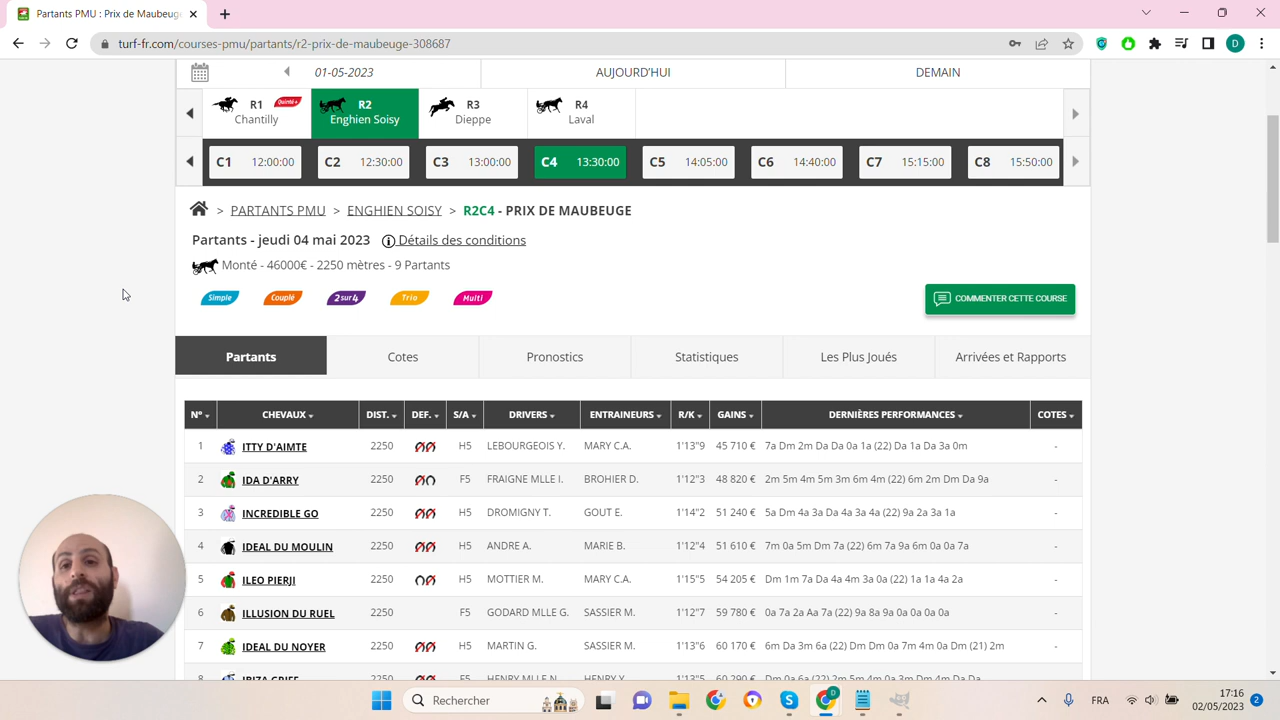 Partants PMU : Prix de Maubeuge
turf-fr.com/courses-pmu/partants/r2-prix-de-maubeuge-308687
D
01-05-2023 AUJOURD'HUI DEMAIN
R1 Quinté+ R2 R3 R4
Chantilly Enghien Soisy Dieppe Laval
C1 12:00:00 C2 12:30:00 C3 13:00:00 C4 13:30:00 C5 14:05:00 C6 14:40:00 C7 15:15:00 C8 15:50:00
> PARTANTS PMU > ENGHIEN SOISY > R2C4 - PRIX DE MAUBEUGE
Partants - jeudi 04 mai 2023 Détails des conditions
Monté - 46000€ - 2250 mètres - 9 Partants
Simple Couplé 2sur4 Trio Multi COMMENTER CETTE COURSE
Partants Cotes Pronostics Statistiques Les Plus Joués Arrivées et Rapports
N° CHEVAUX DIST. DEF. S/A DRIVERS ENTRAINEURS R/K GAINS DERNIÈRES PERFORMANCES COTES
1 ITTY D'AIMTE 2250 H5 LEBOURGEOIS Y. MARY C.A. 1'13"9 45 710 € 7a Dm 2m Da Da 0a 1a (22) Da 1a Da 3a 0m -
2 IDA D'ARRY 2250 F5 FRAIGNE MLLE I. BROHIER D. 1'12"3 48 820 € 2m 5m 4m 5m 3m 6m 4m (22) 6m 2m Dm Da 9a -
3 INCREDIBLE GO 2250 H5 DROMIGNY T. GOUT E. 1'14"2 51 240 € 5a Dm 4a 3a Da 4a 3a 4a (22) 9a 2a 3a 1a -
4 IDEAL DU MOULIN 2250 H5 ANDRE A. MARIE B. 1'12"4 51 610 € 7m 0a 5m Dm 7a (22) 6m 7a 9a 6m 0a 0a 7a -
5 ILEO PIERJI 2250 H5 MOTTIER M. MARY C.A. 1'15"5 54 205 € Dm 1m 7a Da 4a 4m 3a 0a (22) 1a 1a 4a 2a -
6 ILLUSION DU RUEL 2250 F5 GODARD MLLE G. SASSIER M. 1'12"7 59 780 € 0a 7a 2a Aa 7a (22) 9a 8a 9a 0a 0a 0a 0a -
7 IDEAL DU NOYER 2250 H5 MARTIN G. SASSIER M. 1'13"6 60 170 € 6m Da 3m 6a (22) Dm Dm 0a 7m 4m 0a Dm (21) 2m -
Rechercher D FRA 17:16
02/05/2023 2